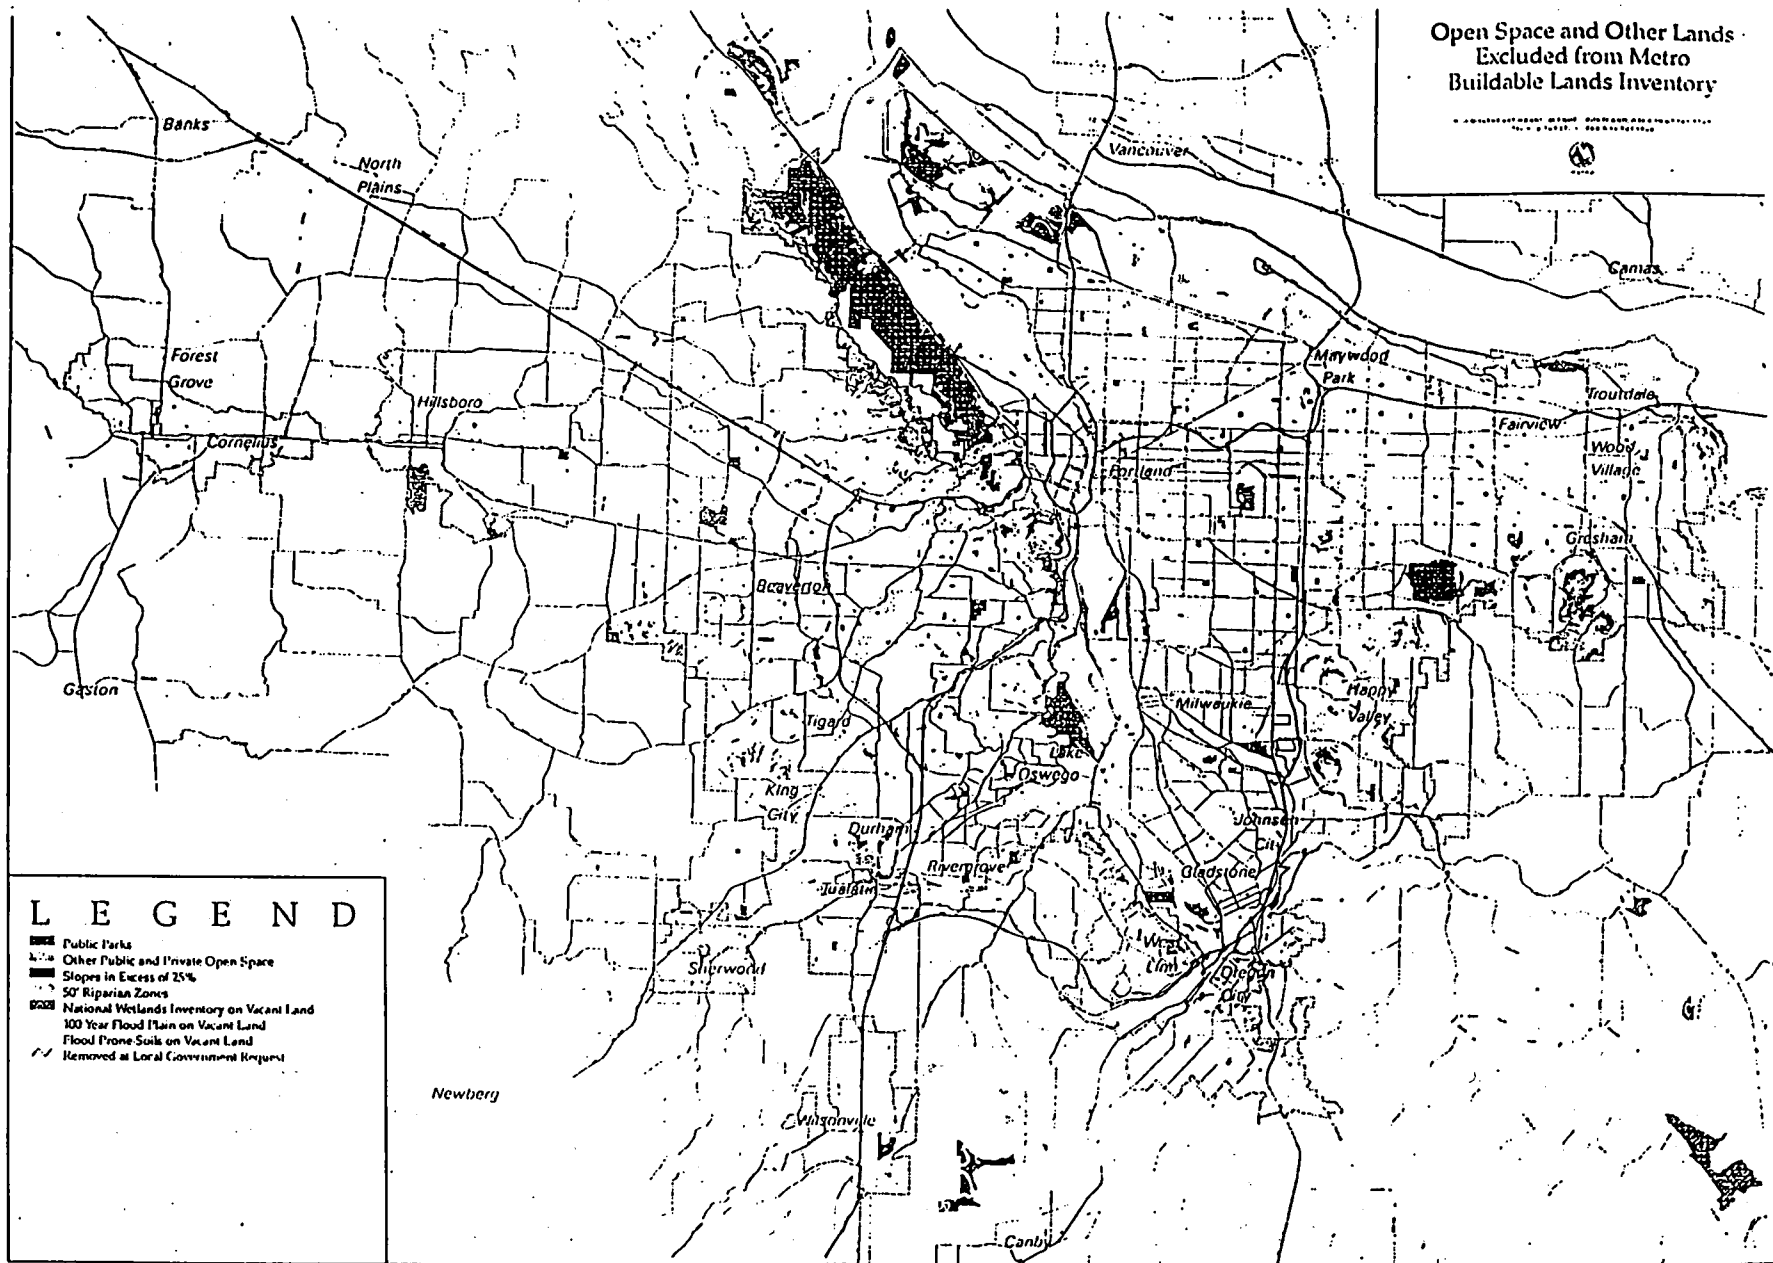 Open Space and Other Lands
Excluded from Metro
Buildable Lands Inventory
Banks
North
Plains
Vancouver
Camas
Forest
Grove
Hillsboro
Cornelius
Maywood
Park
Troutdale
Fairview
Wood
Village
Portland
Gresham
Beaverton
Gaston
Tigard
Milwaukie
Happy
Valley
Lake
Oswego
King
City
Durham
Johnson
City
Rivergrove
Gladstone
Tualatin
West
Linn
Sherwood
Oregon
City
Newberg
Wilsonville
Canby
LEGEND
Public Parks
Other Public and Private Open Space
Slopes in Excess of 25%
50' Riparian Zones
National Wetlands Inventory on Vacant Land
100 Year Flood Plain on Vacant Land
Flood Prone Soils on Vacant Land
Removed at Local Government Request